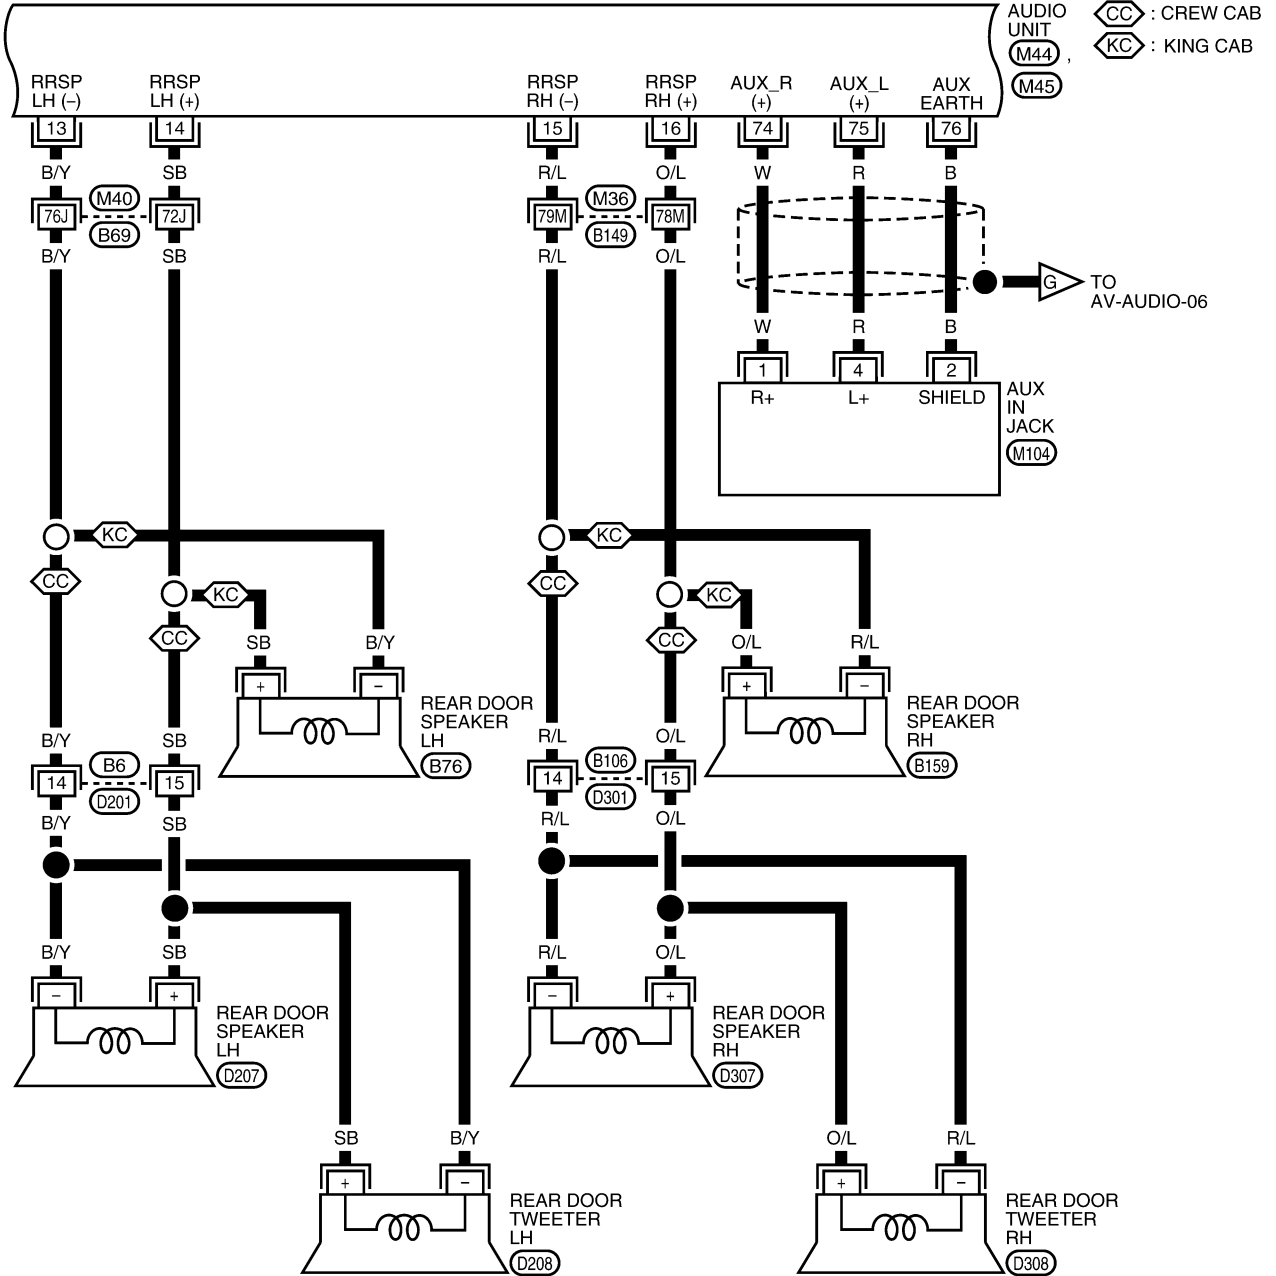 AUDIO
UNIT
M44 ,
M45
CC : CREW CAB
KC : KING CAB
RRSP
LH (–)
RRSP
LH (+)
RRSP
RH (–)
RRSP
RH (+)
AUX_R
(+)
AUX_L
(+)
AUX
EARTH
13 14 15 16 74 75 76
B/Y SB R/L O/L W R B
M40 M36
76J 72J 79M 78M
B69 B149
B/Y SB R/L O/L
G TO
AV-AUDIO-06
W R B
1 4 2
R+ L+ SHIELD
AUX
IN
JACK
M104
KC KC
CC CC
KC KC
CC CC
SB B/Y O/L R/L
+ – + –
REAR DOOR
SPEAKER
LH
B76
REAR DOOR
SPEAKER
RH
B159
B/Y SB R/L O/L
B6 B106
14 15 14 15
D201 D301
B/Y SB R/L O/L
B/Y SB R/L O/L
– + – +
REAR DOOR
SPEAKER
LH
D207
REAR DOOR
SPEAKER
RH
D307
SB B/Y O/L R/L
+ – + –
REAR DOOR
TWEETER
LH
D208
REAR DOOR
TWEETER
RH
D308